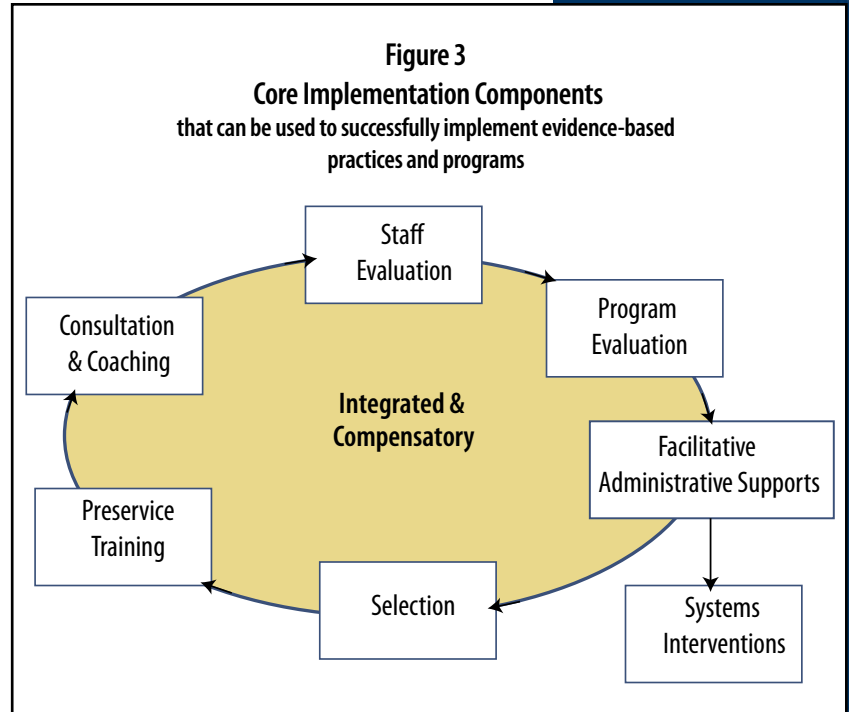 Figure 3
Core Implementation Components
that can be used to successfully implement evidence-based
practices and programs
Staff
Evaluation
Program
Evaluation
Consultation
& Coaching
Integrated &
Compensatory
Facilitative
Administrative Supports
Preservice
Training
Selection
Systems
Interventions